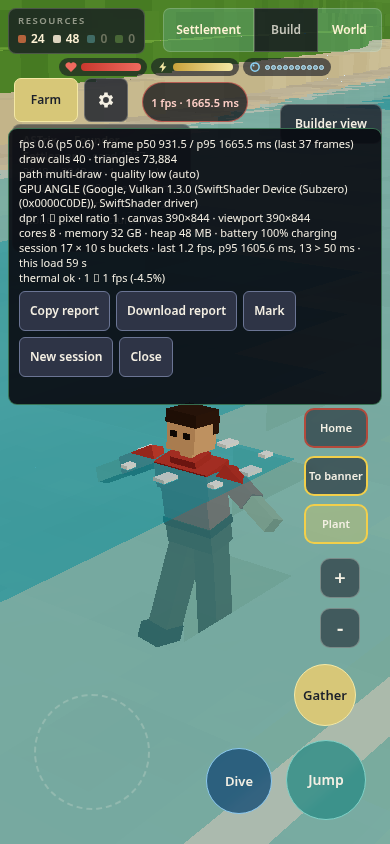 RESOURCES
24 48 0 0
Settlement Build World
Farm
1 fps · 1665.5 ms
Builder view
fps 0.6 (p5 0.6) · frame p50 931.5 / p95 1665.5 ms (last 37 frames)
draw calls 40 · triangles 73,884
path multi-draw · quality low (auto)
GPU ANGLE (Google, Vulkan 1.3.0 (SwiftShader Device (Subzero)
(0x0000C0DE)), SwiftShader driver)
dpr 1 ▯ pixel ratio 1 · canvas 390×844 · viewport 390×844
cores 8 · memory 32 GB · heap 48 MB · battery 100% charging
session 17 × 10 s buckets · last 1.2 fps, p95 1605.6 ms, 13 > 50 ms ·
this load 59 s
thermal ok · 1 ▯ 1 fps (-4.5%)
Copy report Download report Mark
New session Close
Home
To banner
Plant
+
-
Gather
Dive
Jump